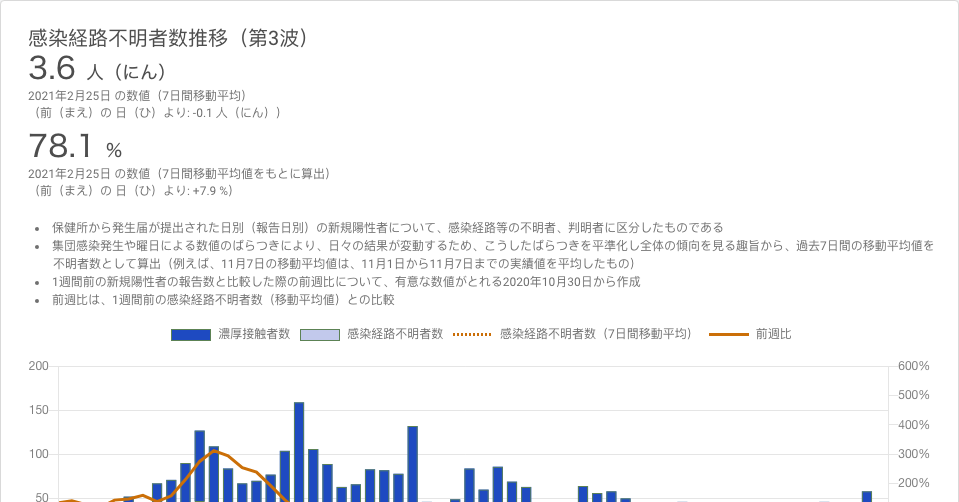 感染経路不明者数推移（第3波）
3.6 人（にん）
2021年2月25日 の数値（7日間移動平均）
（前（まえ）の 日（ひ）より: -0.1 人（にん））
78.1 %
2021年2月25日 の数値（7日間移動平均値をもとに算出）
（前（まえ）の 日（ひ）より: +7.9 %）
保健所から発生届が提出された日別（報告日別）の新規陽性者について、感染経路等の不明者、判明者に区分したものである
集団感染発生や曜日による数値のばらつきにより、日々の結果が変動するため、こうしたばらつきを平準化し全体の傾向を見る趣旨から、過去7日間の移動平均値を
不明者数として算出（例えば、11月7日の移動平均値は、11月1日から11月7日までの実績値を平均したもの）
1週間前の新規陽性者の報告数と比較した際の前週比について、有意な数値がとれる2020年10月30日から作成
前週比は、1週間前の感染経路不明者数（移動平均値）との比較
濃厚接触者数 感染経路不明者数 感染経路不明者数（7日間移動平均） 前週比
200 600%
500%
150
400%
100 300%
200%
50